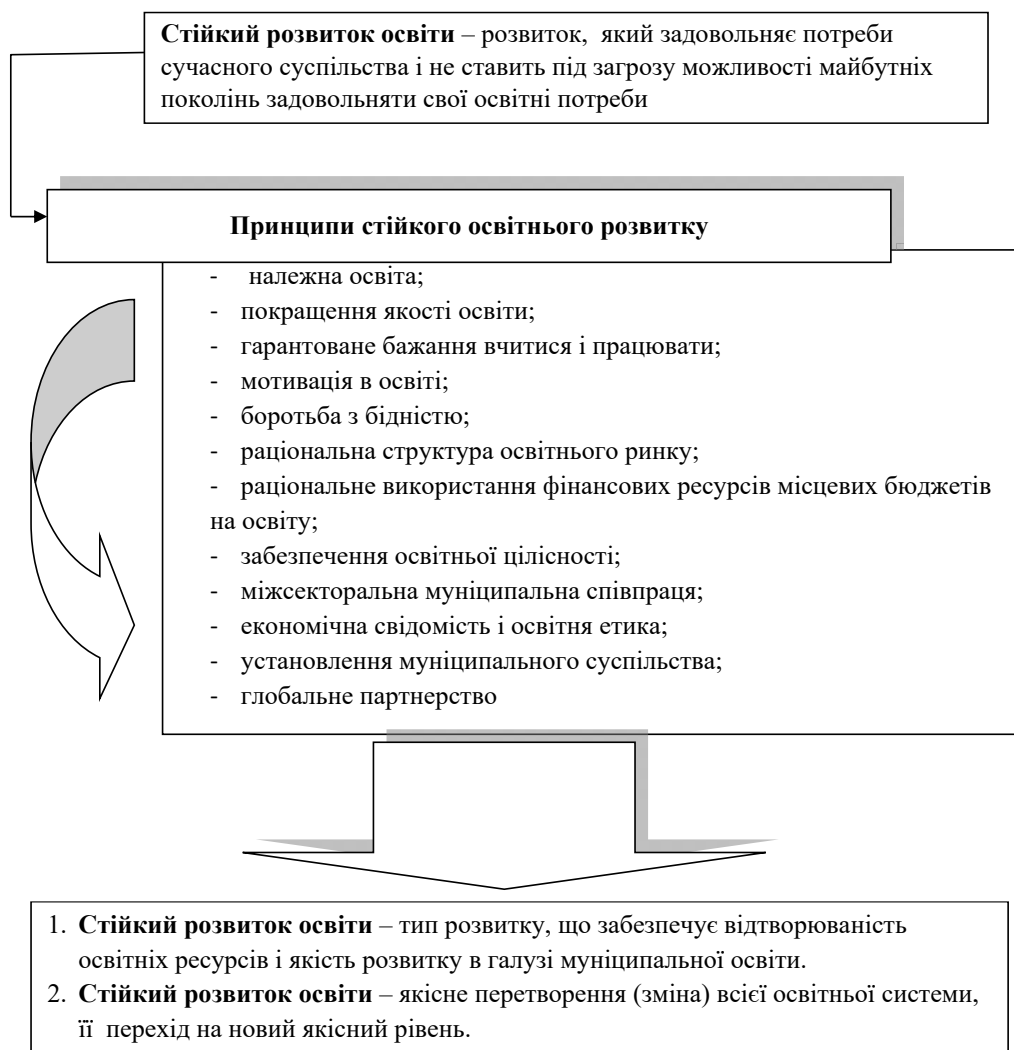 Стійкий розвиток освіти – розвиток, який задовольняє потреби
сучасного суспільства і не ставить під загрозу можливості майбутніх
поколінь задовольняти свої освітні потреби
Принципи стійкого освітнього розвитку
- належна освіта;
- покращення якості освіти;
- гарантоване бажання вчитися і працювати;
- мотивація в освіті;
- боротьба з бідністю;
- раціональна структура освітнього ринку;
- раціональне використання фінансових ресурсів місцевих бюджетів
на освіту;
- забезпечення освітньої цілісності;
- міжсекторальна муніципальна співпраця;
- економічна свідомість і освітня етика;
- установлення муніципального суспільства;
- глобальне партнерство
1. Стійкий розвиток освіти – тип розвитку, що забезпечує відтворюваність
освітніх ресурсів і якість розвитку в галузі муніципальної освіти.
2. Стійкий розвиток освіти – якісне перетворення (зміна) всієї освітньої системи,
її перехід на новий якісний рівень.